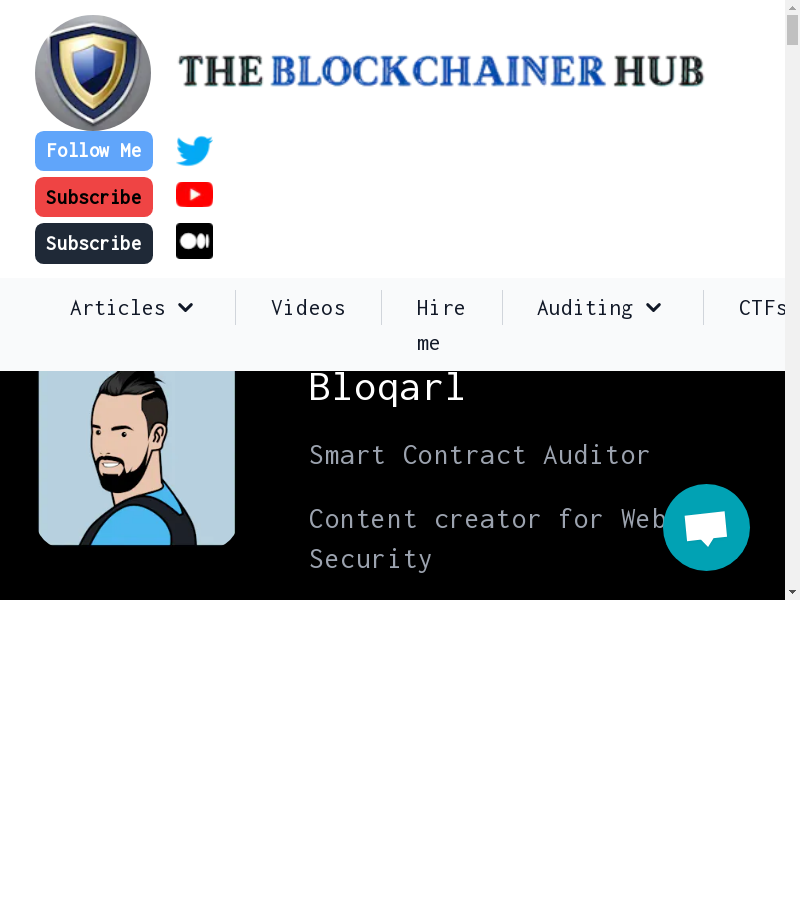 THE BLOCKCHAINER HUB
Follow Me
Subscribe
Subscribe
Articles
Videos
Hire me
Auditing
CTFs
Bloqarl
Smart Contract Auditor
Content creator for Web
Security